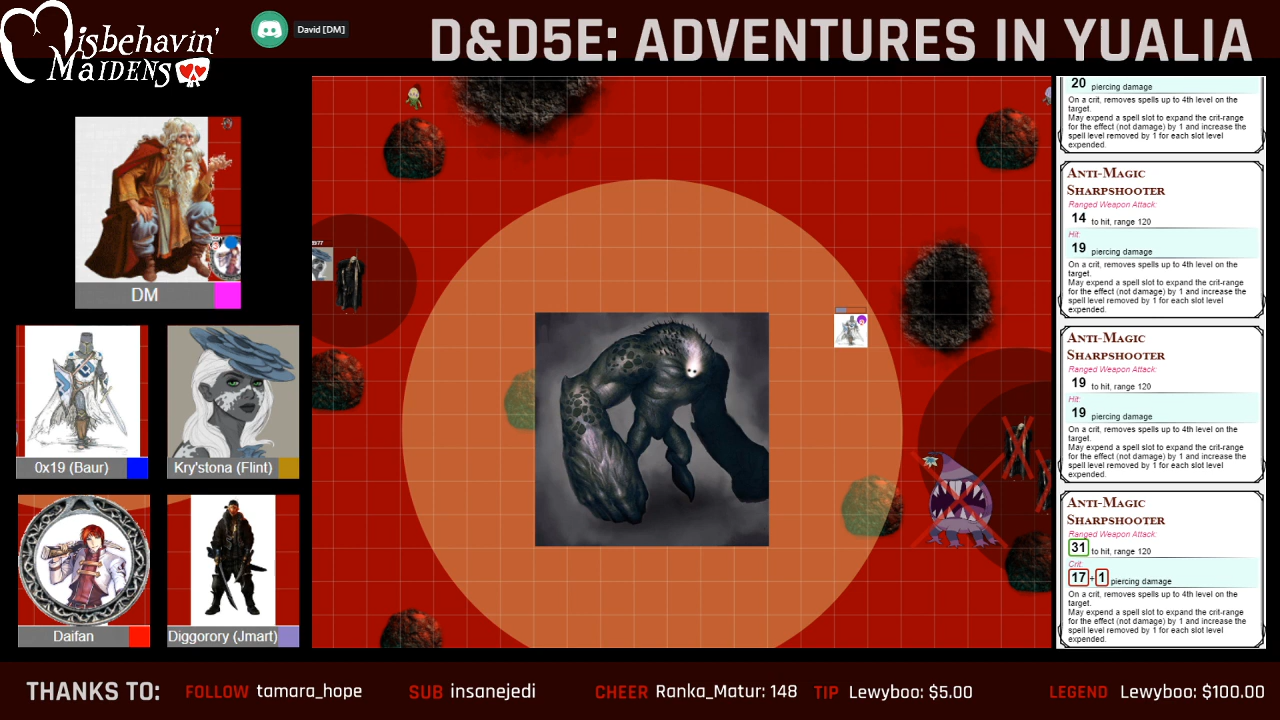 Misbehavin'
Maidens
David [DM]
D&D5E: ADVENTURES IN YUALIA
DM
0x19 (Baur)
Kry'stona (Flint)
Daifan
Diggorory (Jmart)
20 piercing damage
On a crit, removes spells up to 4th level on the
target.
May expend a spell slot to expand the crit-range
for the effect (not damage) by 1 and increase the
spell level removed by 1 for each slot level
expended.
Anti-Magic
Sharpshooter
Ranged Weapon Attack:
14 to hit, range 120
Hit:
19 piercing damage
On a crit, removes spells up to 4th level on the
target.
May expend a spell slot to expand the crit-range
for the effect (not damage) by 1 and increase the
spell level removed by 1 for each slot level
expended.
Anti-Magic
Sharpshooter
Ranged Weapon Attack:
19 to hit, range 120
Hit:
19 piercing damage
On a crit, removes spells up to 4th level on the
target.
May expend a spell slot to expand the crit-range
for the effect (not damage) by 1 and increase the
spell level removed by 1 for each slot level
expended.
Anti-Magic
Sharpshooter
Ranged Weapon Attack:
31 to hit, range 120
Crit:
17 + 1 piercing damage
On a crit, removes spells up to 4th level on the
target.
May expend a spell slot to expand the crit-range
for the effect (not damage) by 1 and increase the
spell level removed by 1 for each slot level
expended.
THANKS TO: FOLLOW tamara_hope SUB insanejedi CHEER Ranka_Matur: 148 TIP Lewyboo: $5.00 LEGEND Lewyboo: $100.00